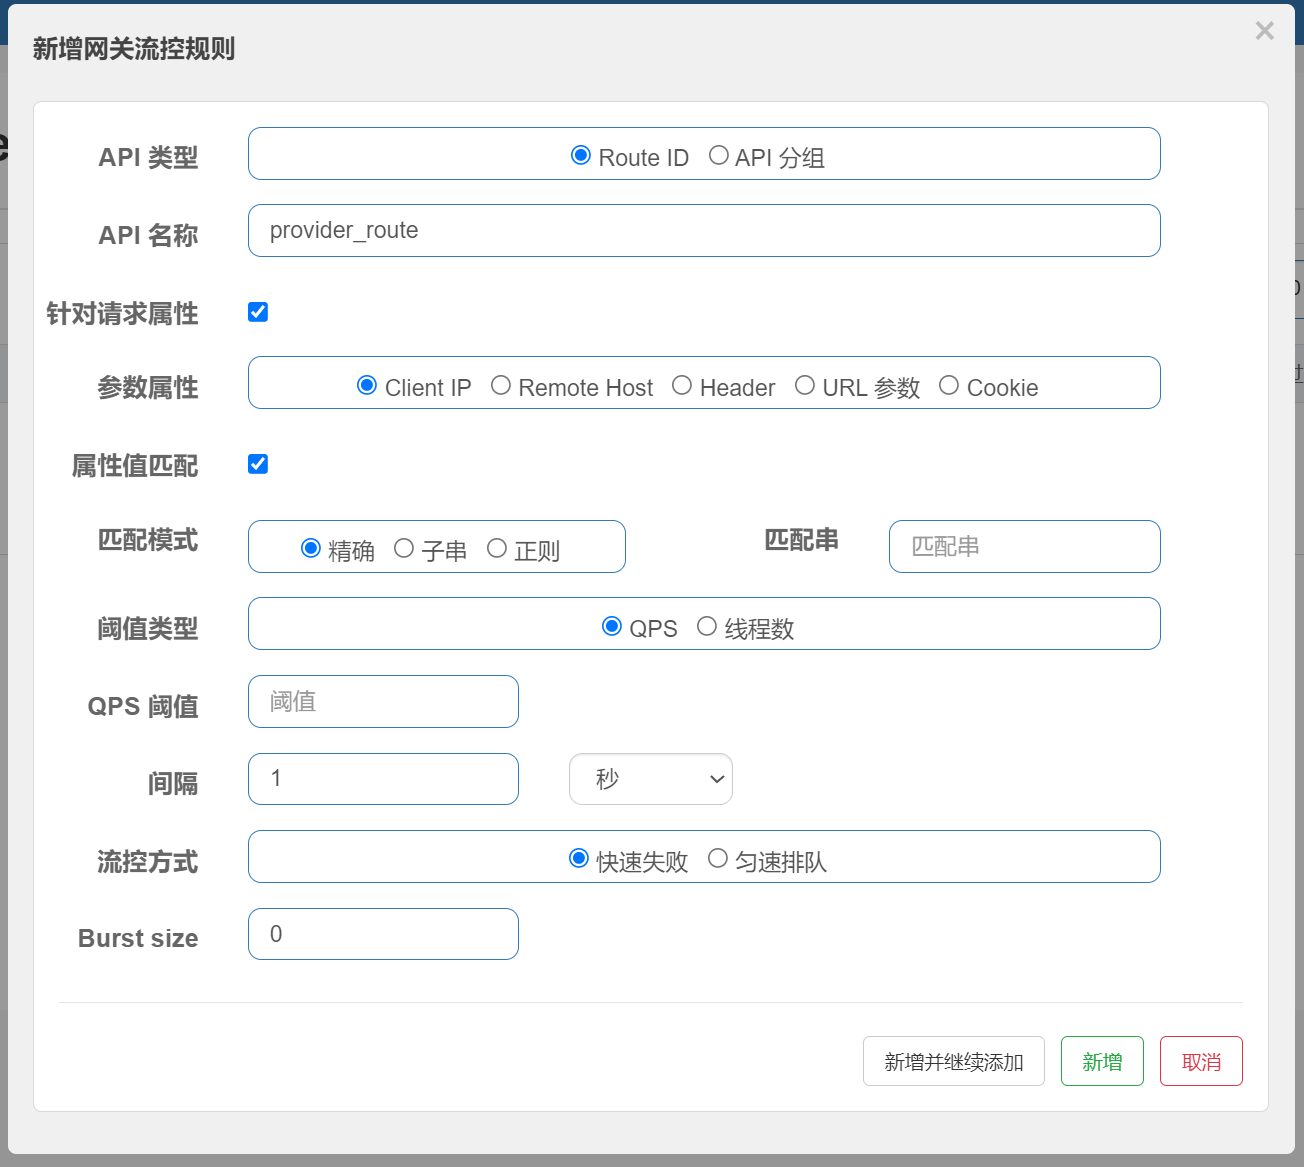 新增网关流控规则
×
API 类型
Route ID API 分组
API 名称
provider_route
针对请求属性
参数属性
Client IP Remote Host Header URL 参数 Cookie
属性值匹配
匹配模式
精确 子串 正则
匹配串
匹配串
阈值类型
QPS 线程数
QPS 阈值
阈值
间隔
1
秒
流控方式
快速失败 匀速排队
Burst size
0
新增并继续添加 新增 取消